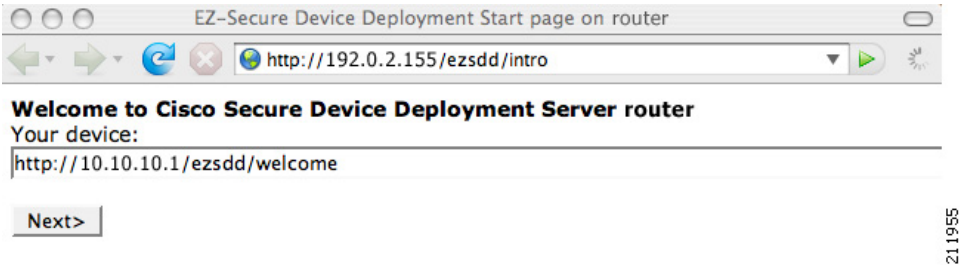 EZ-Secure Device Deployment Start page on router
http://192.0.2.155/ezsdd/intro
Welcome to Cisco Secure Device Deployment Server router
Your device:
http://10.10.10.1/ezsdd/welcome
Next>
211955